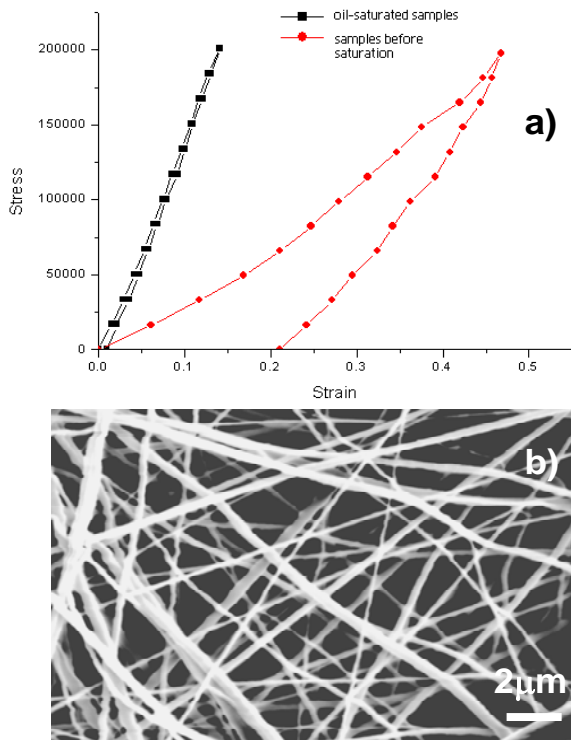 oil-saturated samples
samples before
saturation
a)
200000
150000
100000
50000
0
Stress
0.0 0.1 0.2 0.3 0.4 0.5
Strain
b)
2μm